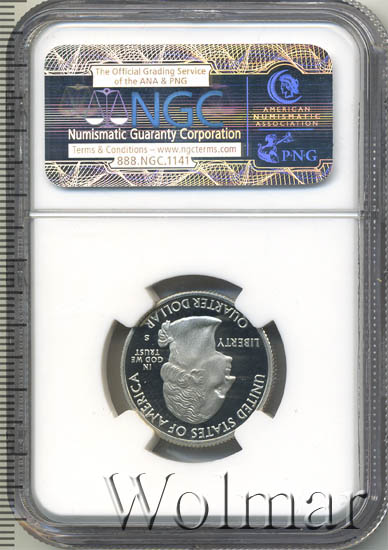 The Official Grading Service
of the ANA & PNG
NGC
Numismatic Guaranty Corporation
Terms & Conditions – www.ngcterms.com
888.NGC.1141
AMERICAN
NUMISMATIC
ASSOCIATION
PNG
UNITED STATES OF AMERICA
LIBERTY
IN
GOD WE
TRUST
S
QUARTER DOLLAR
Wolmar